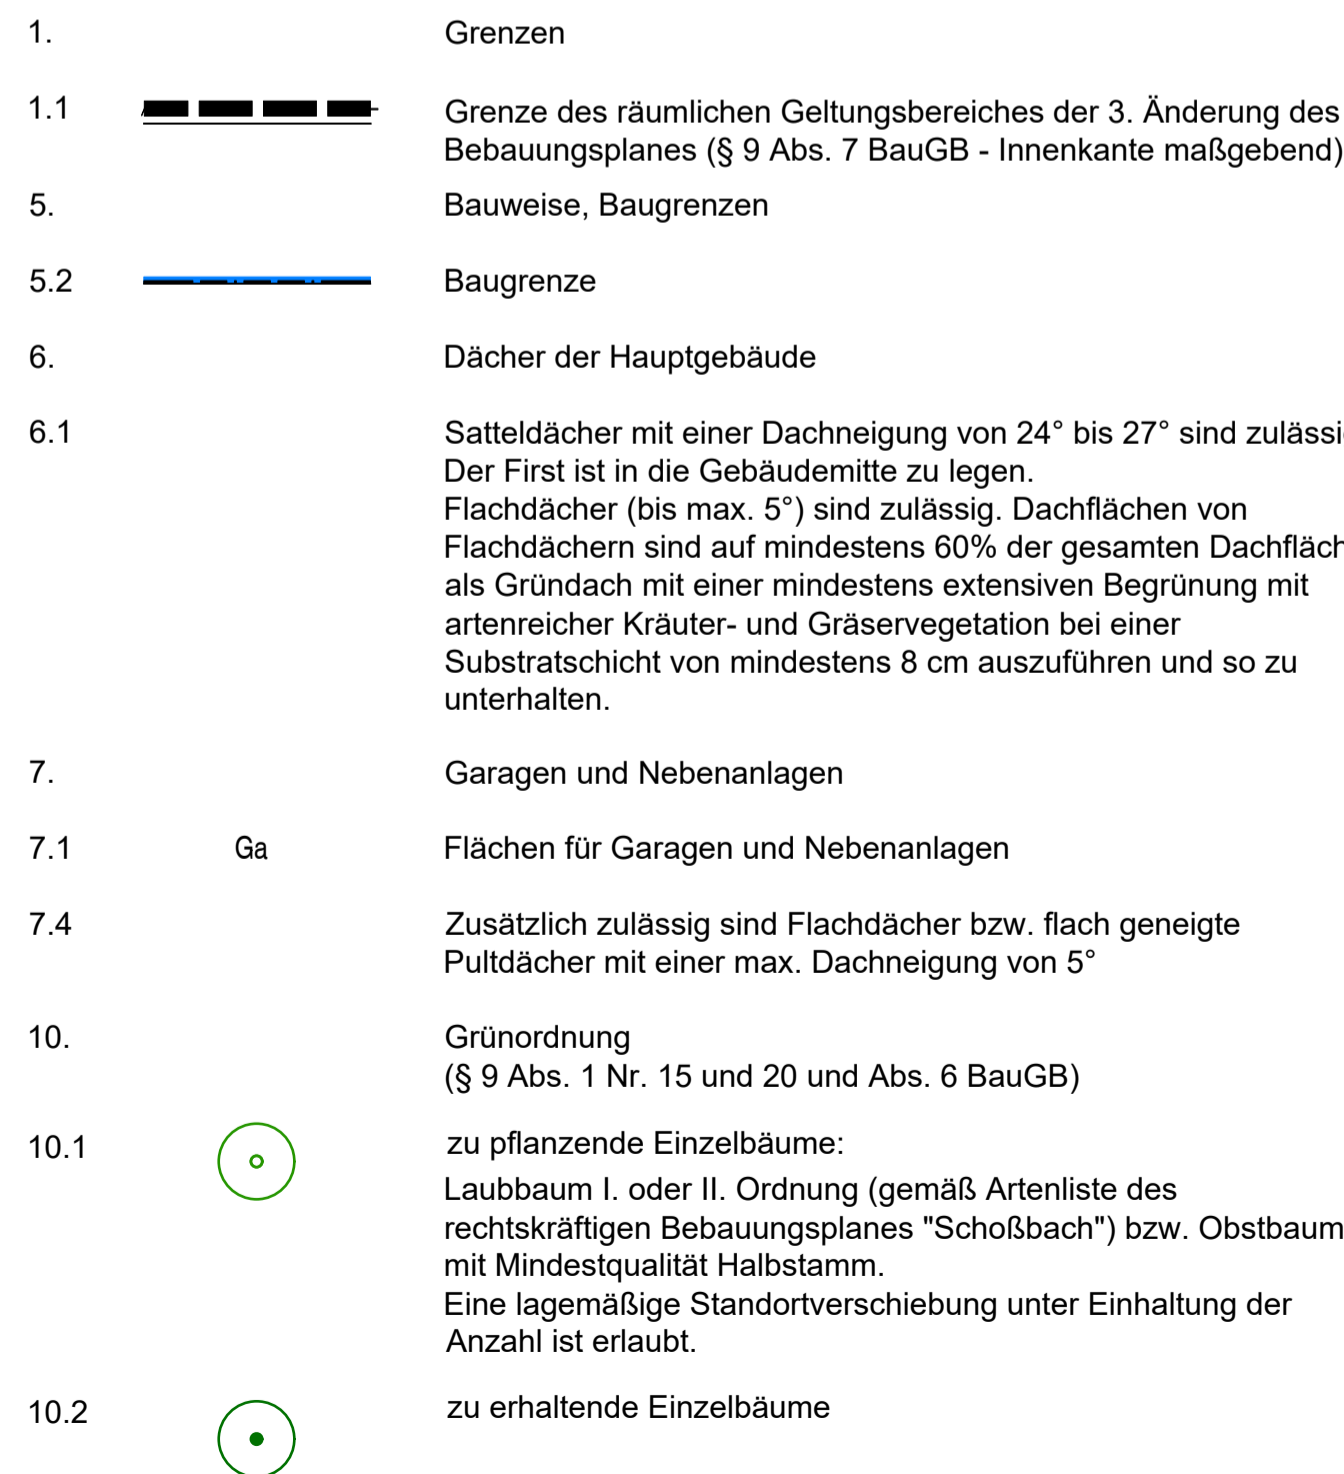 1. Grenzen
1.1 Grenze des räumlichen Geltungsbereiches der 3. Änderung des
Bebauungsplanes (§ 9 Abs. 7 BauGB - Innenkante maßgebend)
5. Bauweise, Baugrenzen
5.2 Baugrenze
6. Dächer der Hauptgebäude
6.1 Satteldächer mit einer Dachneigung von 24° bis 27° sind zulässi
Der First ist in die Gebäudemitte zu legen.
Flachdächer (bis max. 5°) sind zulässig. Dachflächen von
Flachdächern sind auf mindestens 60% der gesamten Dachfläch
als Gründach mit einer mindestens extensiven Begrünung mit
artenreicher Kräuter- und Gräservegetation bei einer
Substratschicht von mindestens 8 cm auszuführen und so zu
unterhalten.
7. Garagen und Nebenanlagen
7.1 Ga Flächen für Garagen und Nebenanlagen
7.4 Zusätzlich zulässig sind Flachdächer bzw. flach geneigte
Pultdächer mit einer max. Dachneigung von 5°
10. Grünordnung
(§ 9 Abs. 1 Nr. 15 und 20 und Abs. 6 BauGB)
10.1 zu pflanzende Einzelbäume:
Laubbaum I. oder II. Ordnung (gemäß Artenliste des
rechtskräftigen Bebauungsplanes "Schoßbach") bzw. Obstbaum
mit Mindestqualität Halbstamm.
Eine lagemäßige Standortverschiebung unter Einhaltung der
Anzahl ist erlaubt.
10.2 zu erhaltende Einzelbäume